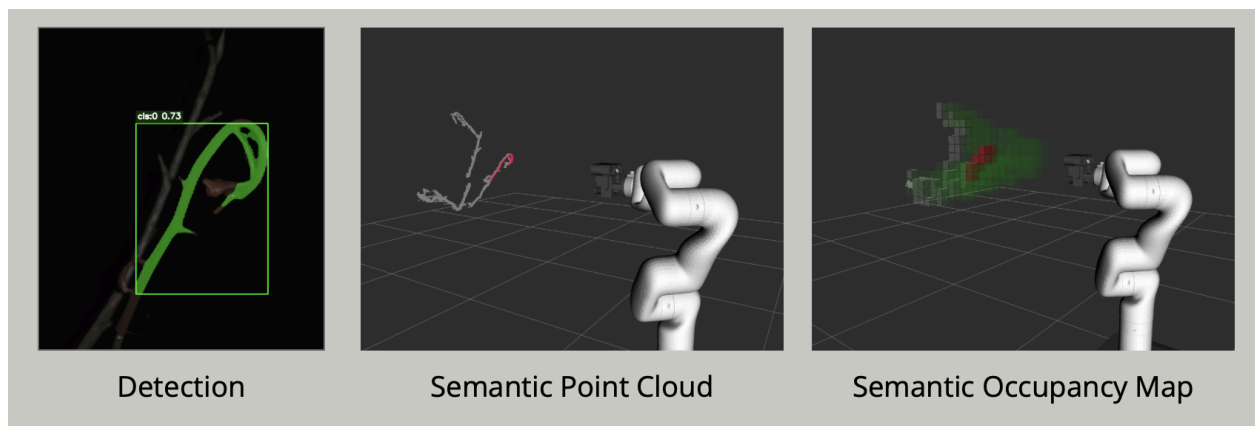 cls:0 0.73
Detection
Semantic Point Cloud
Semantic Occupancy Map